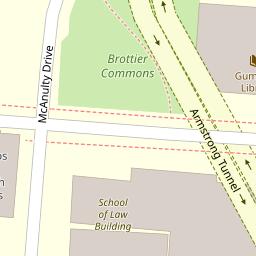 McAnulty Drive
Brottier
Commons
Gum
Lib
Armstrong Tunnel
School
of Law
Building